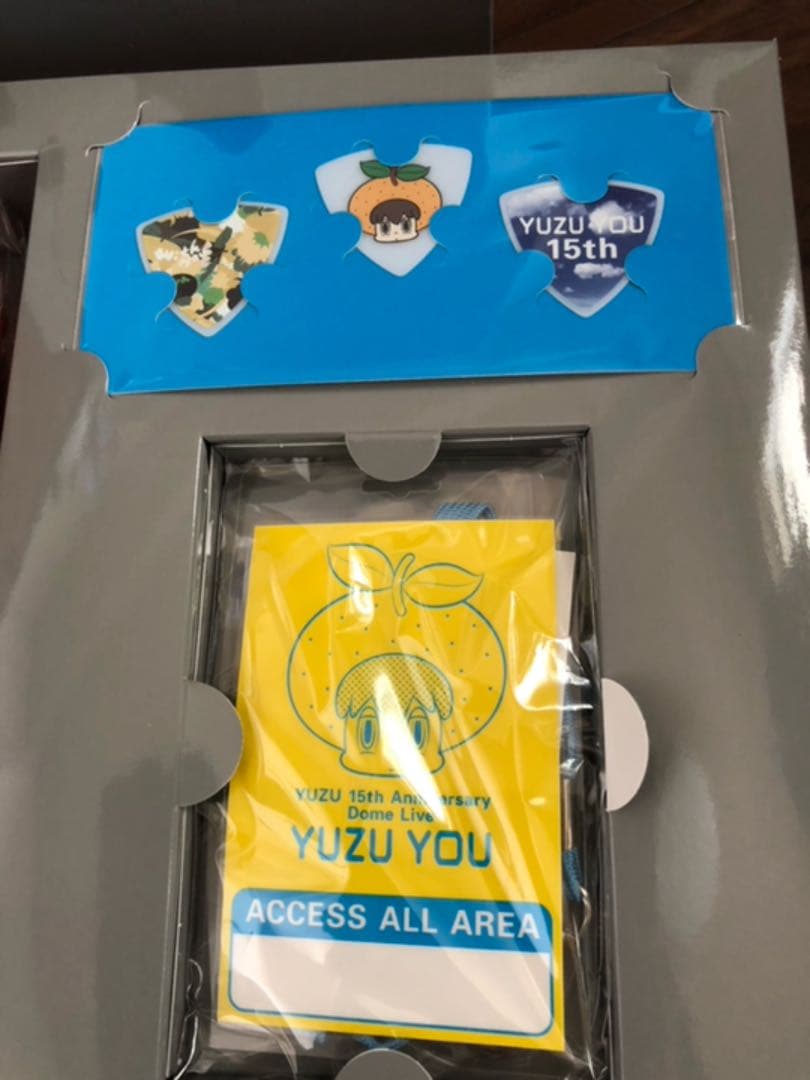 YUZU YOU
15th
YUZU 15th Anniversary
Dome Live
YUZU YOU
ACCESS ALL AREA